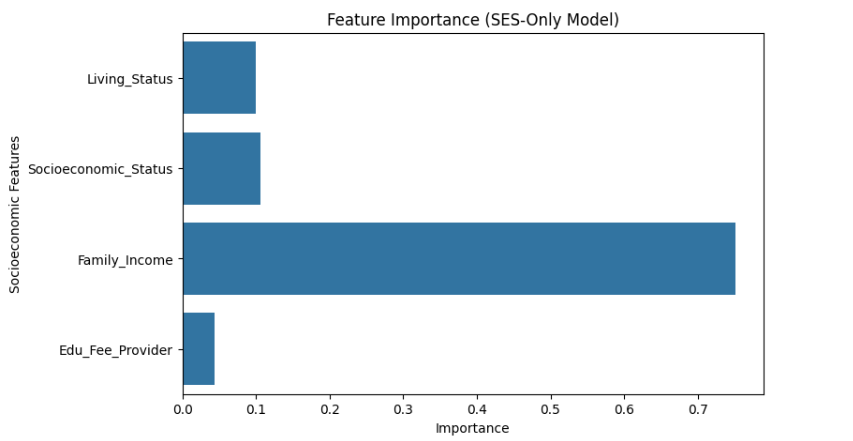 Feature Importance (SES-Only Model)
Socioeconomic Features
Living_Status
Socioeconomic_Status
Family_Income
Edu_Fee_Provider
0.0 0.1 0.2 0.3 0.4 0.5 0.6 0.7
Importance